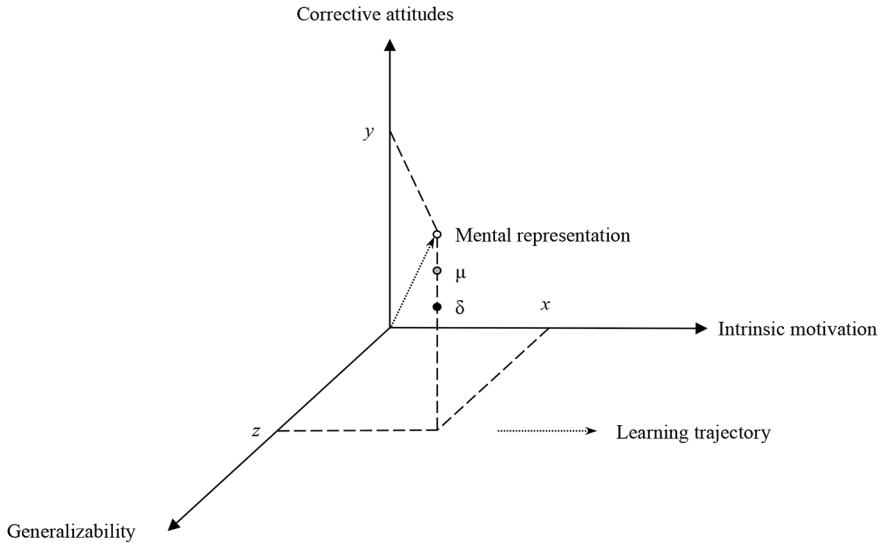 Corrective attitudes
y
Mental representation
μ
δ
x
Intrinsic motivation
z
Learning trajectory
Generalizability